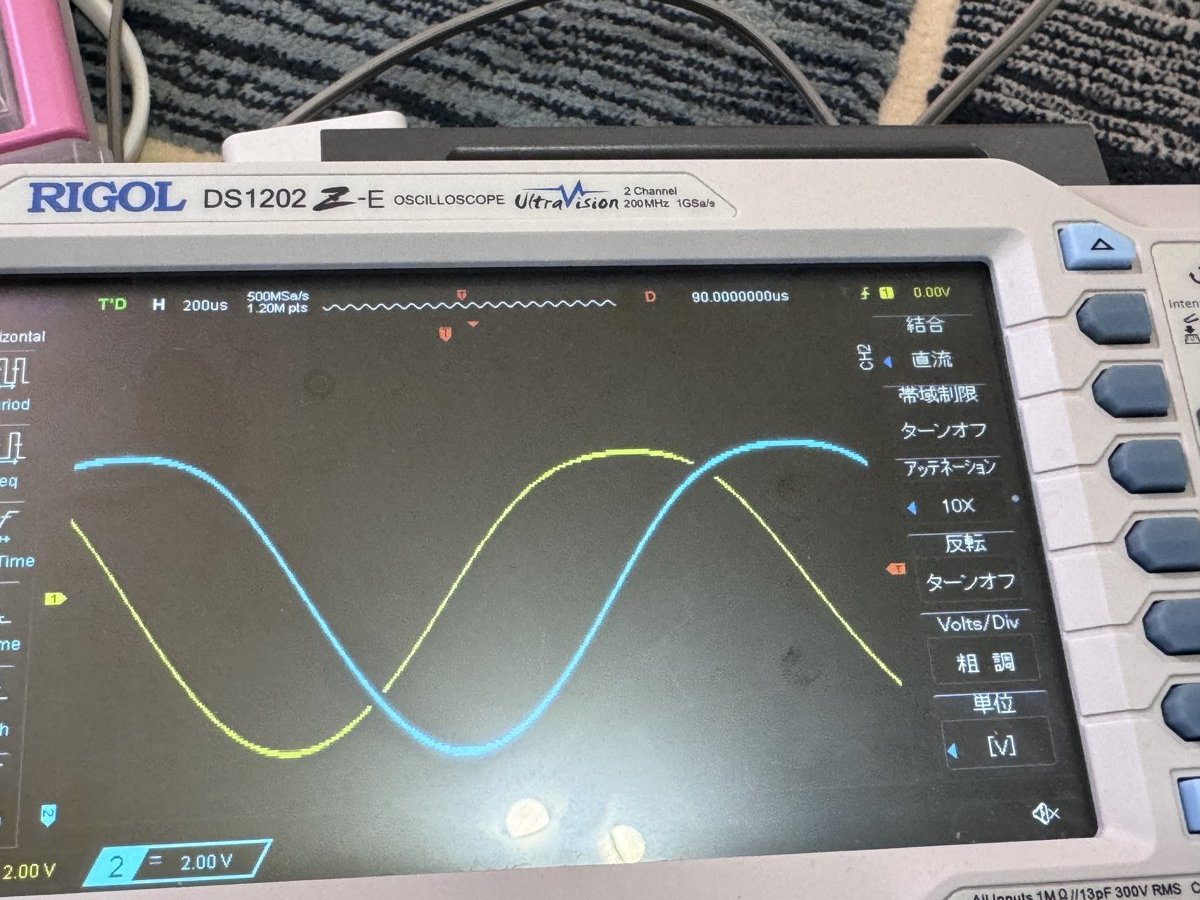 RIGOL DS1202 Z-E OSCILLOSCOPE UltraVision 2 Channel
200MHz 1GSa/s
T'D H 200us 500MSa/s
1.20M pts
D 90.0000000us 1 0.00V
izontal
riod
eq
Time
me
h
CH2
結合
直流
帯域制限
ターンオフ
アッテネーション
10X
反転
ターンオフ
Volts/Div
粗調
単位
[V]
1
2
T
2.00 V
2 = 2.00 V
Inten
All Inputs 1MΩ//13pF 300V RMS C